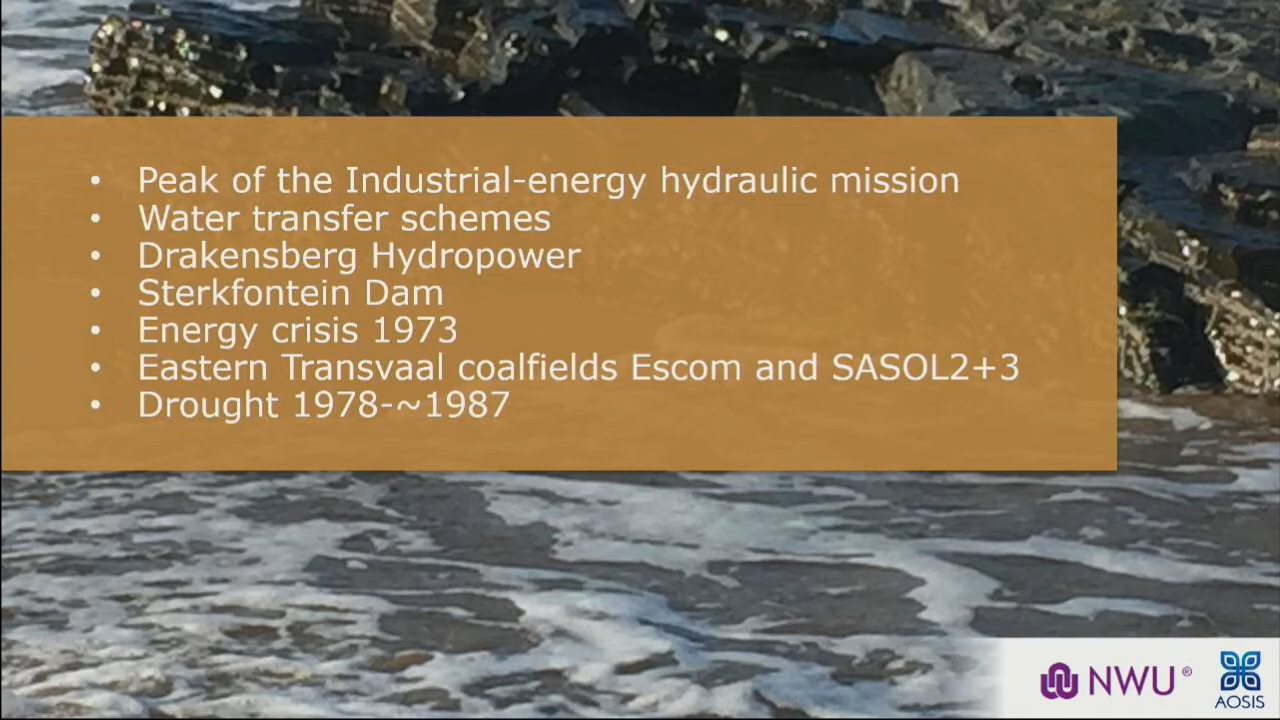 • Peak of the Industrial-energy hydraulic mission
• Water transfer schemes
• Drakensberg Hydropower
• Sterkfontein Dam
• Energy crisis 1973
• Eastern Transvaal coalfields Escom and SASOL2+3
• Drought 1978-~1987
NWU®
AOSIS